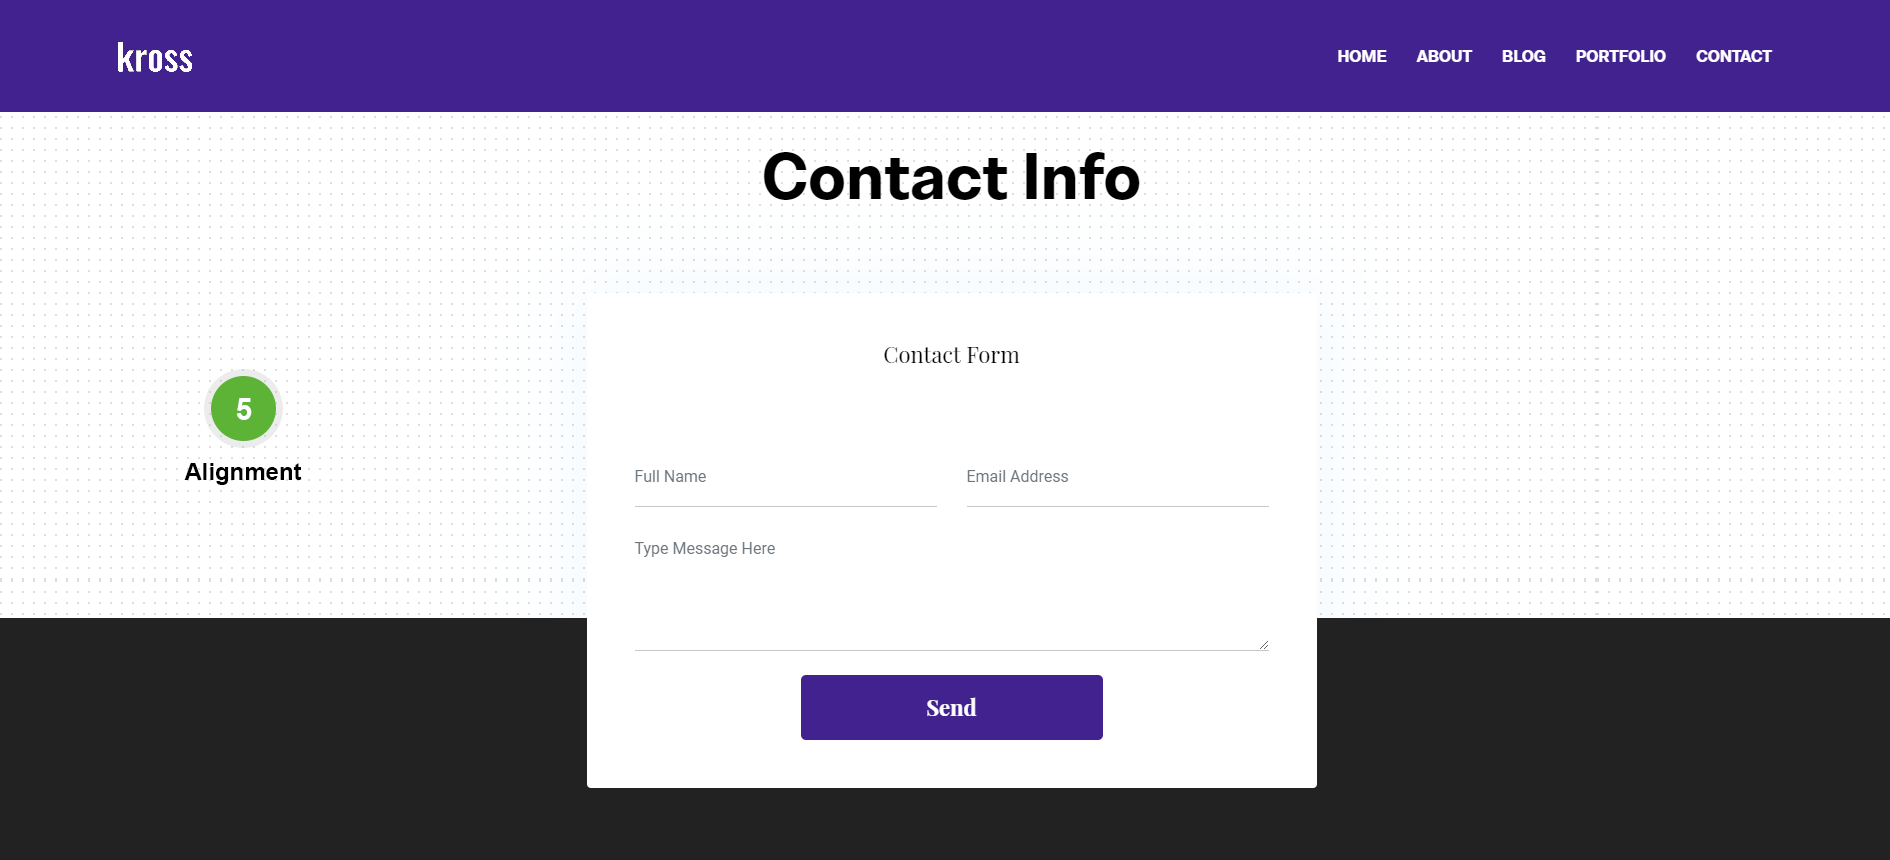 kross
HOME ABOUT BLOG PORTFOLIO CONTACT
Contact Info
Contact Form
5
Alignment
Full Name
Email Address
Type Message Here
Send